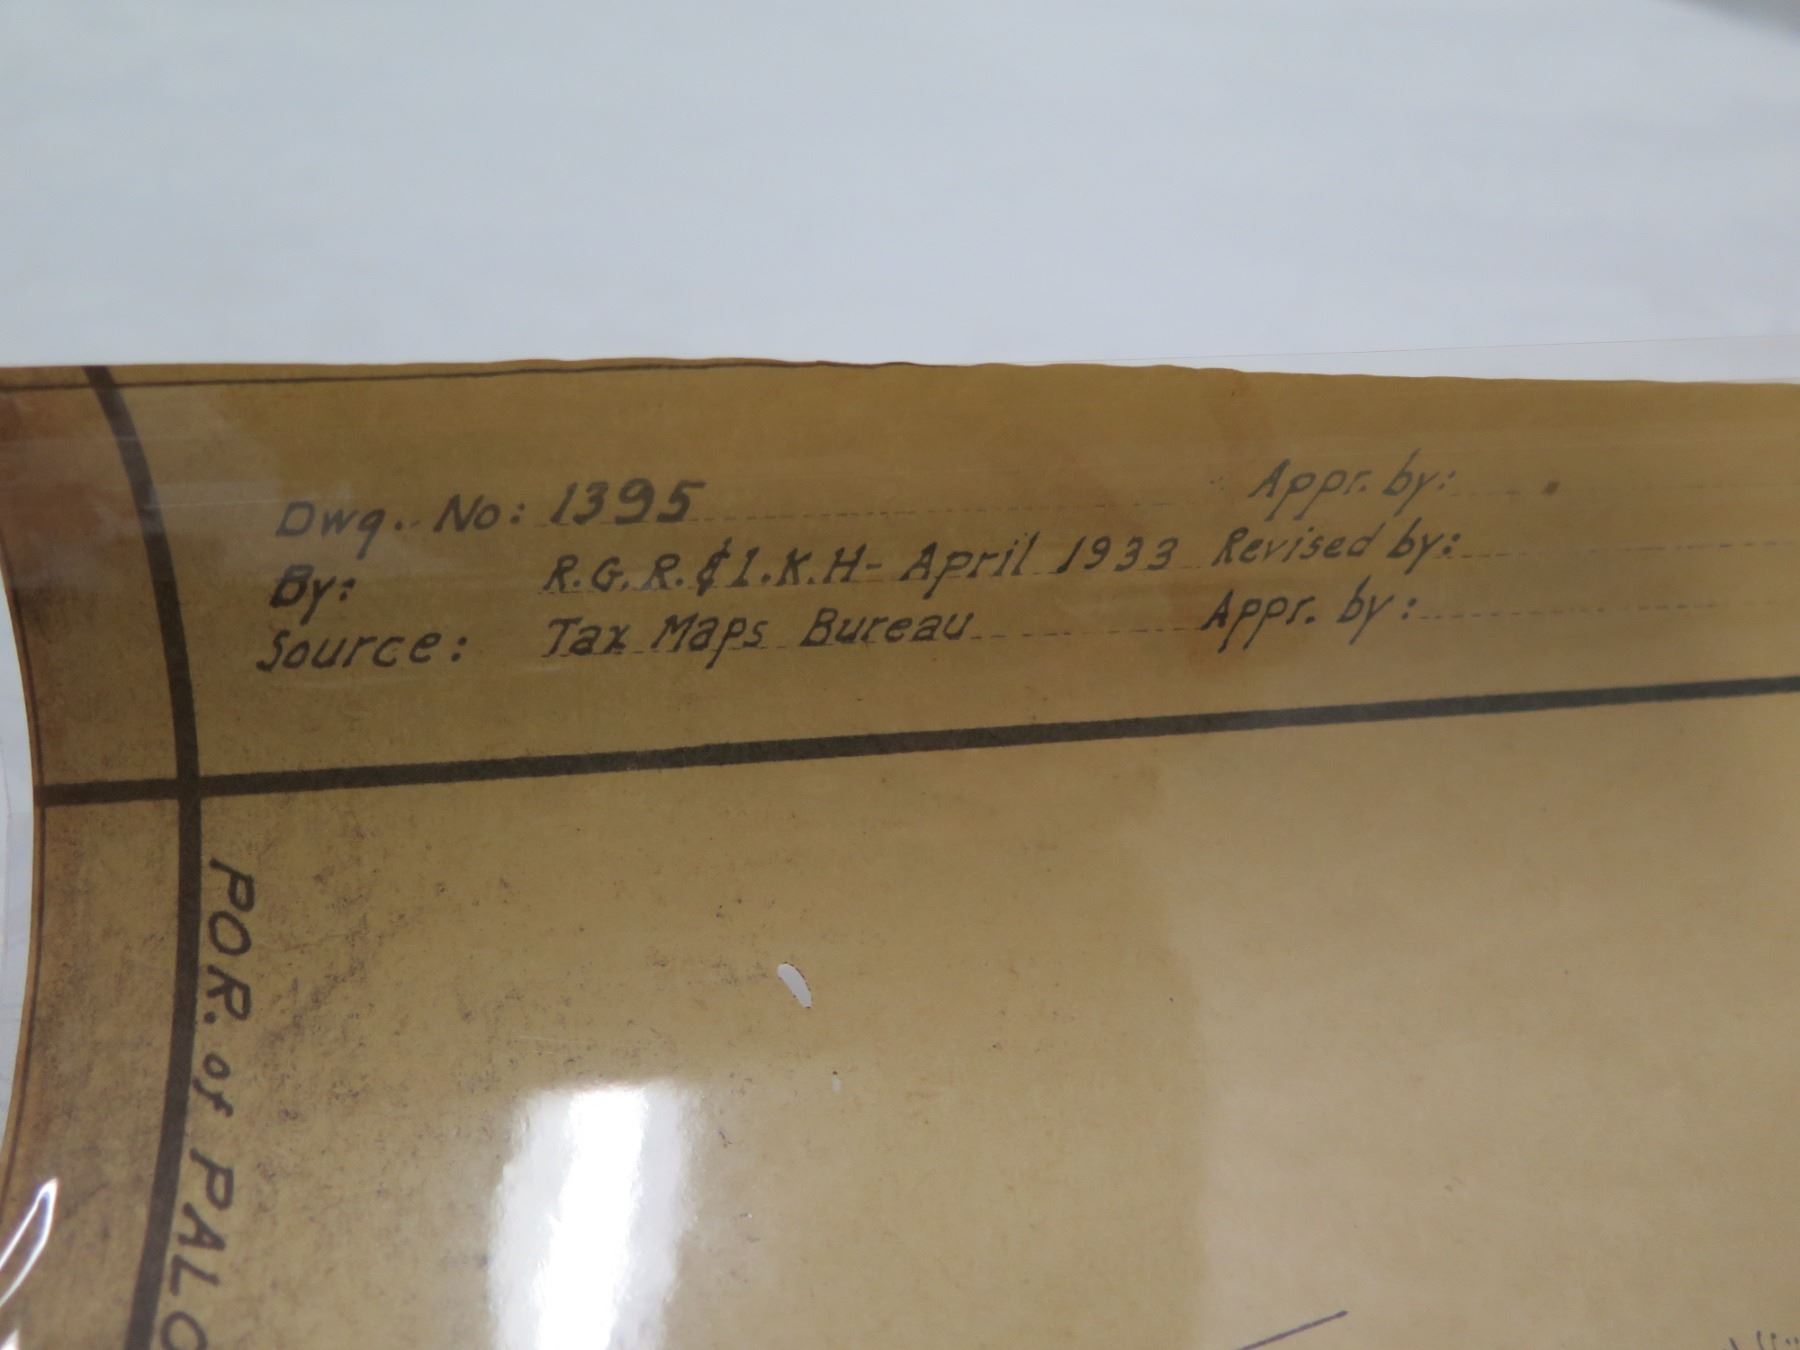 Dwg. No: 1395 Appr. by:
By: R.G.R. & I.K.H- April 1933 Revised by:
Source: Tax Maps Bureau Appr. by:
POR. of PALO